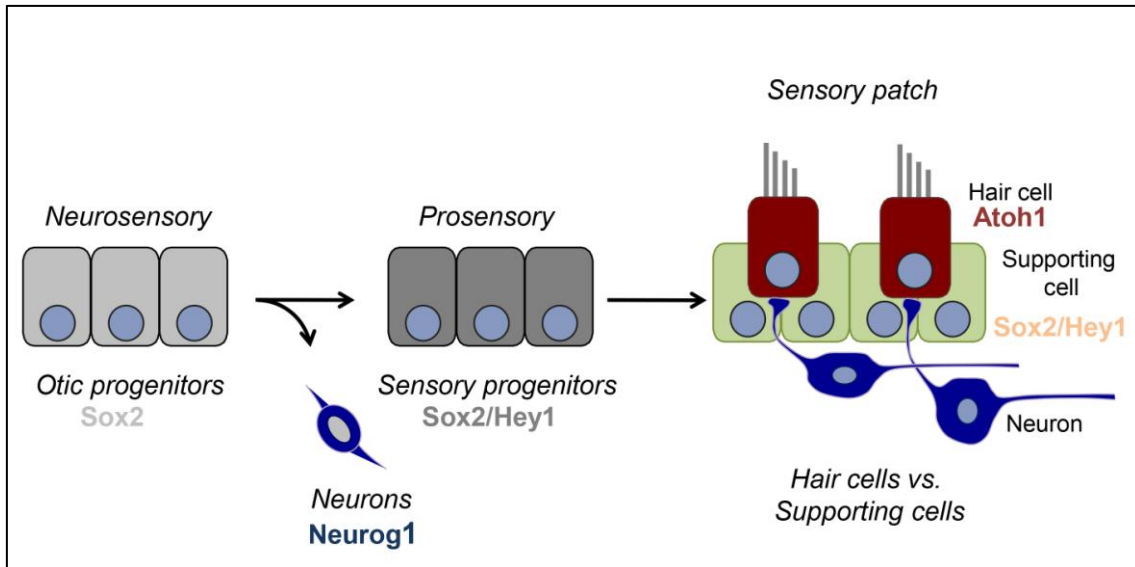 Neurosensory
Otic progenitors
Sox2
Neurons
Neurog1
Prosensory
Sensory progenitors
Sox2/Hey1
Sensory patch
Hair cell
Atoh1
Supporting
cell
Sox2/Hey1
Neuron
Hair cells vs.
Supporting cells